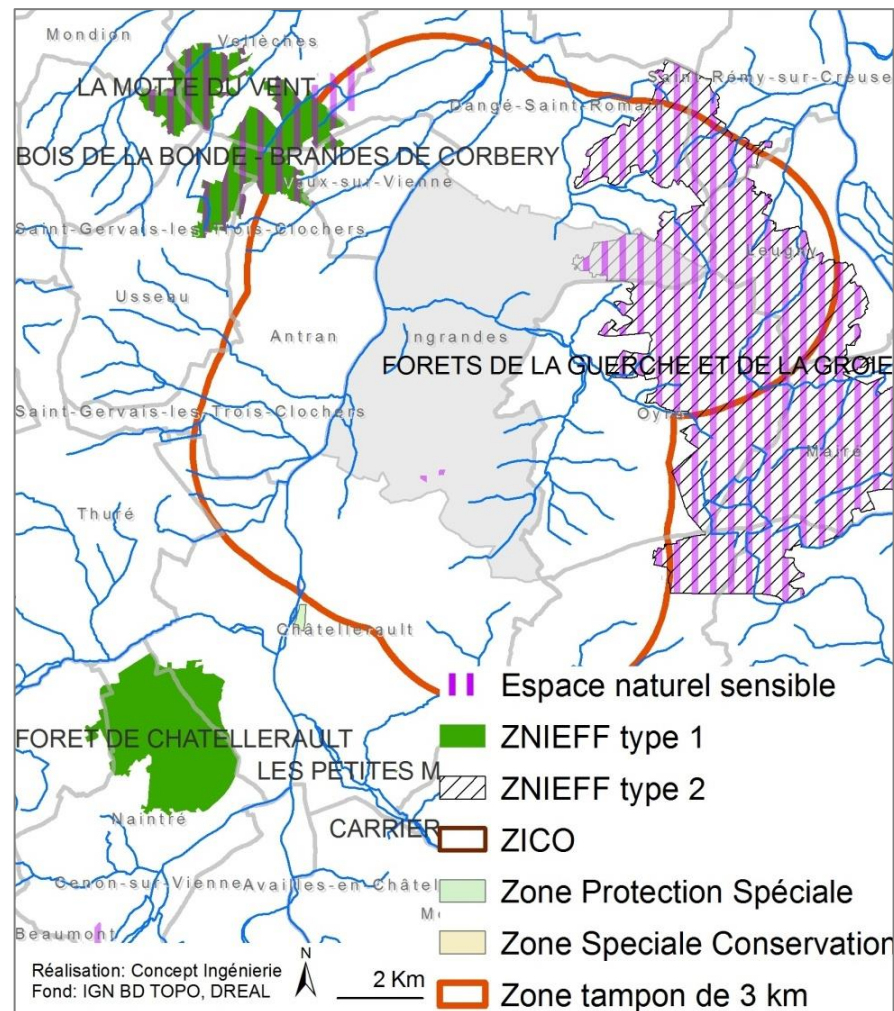 Mondion
Vellèches
LA MOTTE DU VENT
Saint-Rémy-sur-Creuse
Dangé-Saint-Romain
BOIS DE LA BONDE - BRANDES DE CORBERY
Vaux-sur-Vienne
Saint-Gervais-les-Trois-Clochers
Leugny
Usseau
Antran
Ingrandes
FORETS DE LA GUERCHE ET DE LA GROIE
Saint-Gervais-les-Trois-Clochers
Oyré
Mairé
Thuré
Châtellerault
Espace naturel sensible
ZNIEFF type 1
FORET DE CHATELLERAULT
LES PETITES M
ZNIEFF type 2
Naintré
CARRIER
ZICO
Cenon-sur-Vienne
Availles-en-Châtel
Zone Protection Spéciale
Beaumont
Zone Speciale Conservation
Réalisation: Concept Ingénierie
Fond: IGN BD TOPO, DREAL
N
2 Km
Zone tampon de 3 km